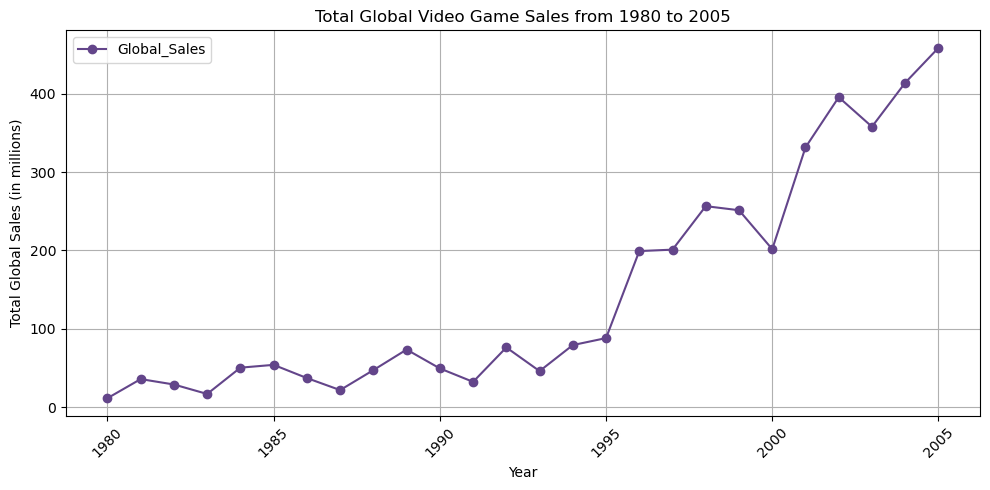 Total Global Video Game Sales from 1980 to 2005
Global_Sales
Total Global Sales (in millions)
400
300
200
100
0
1980
1985
1990
1995
2000
2005
Year